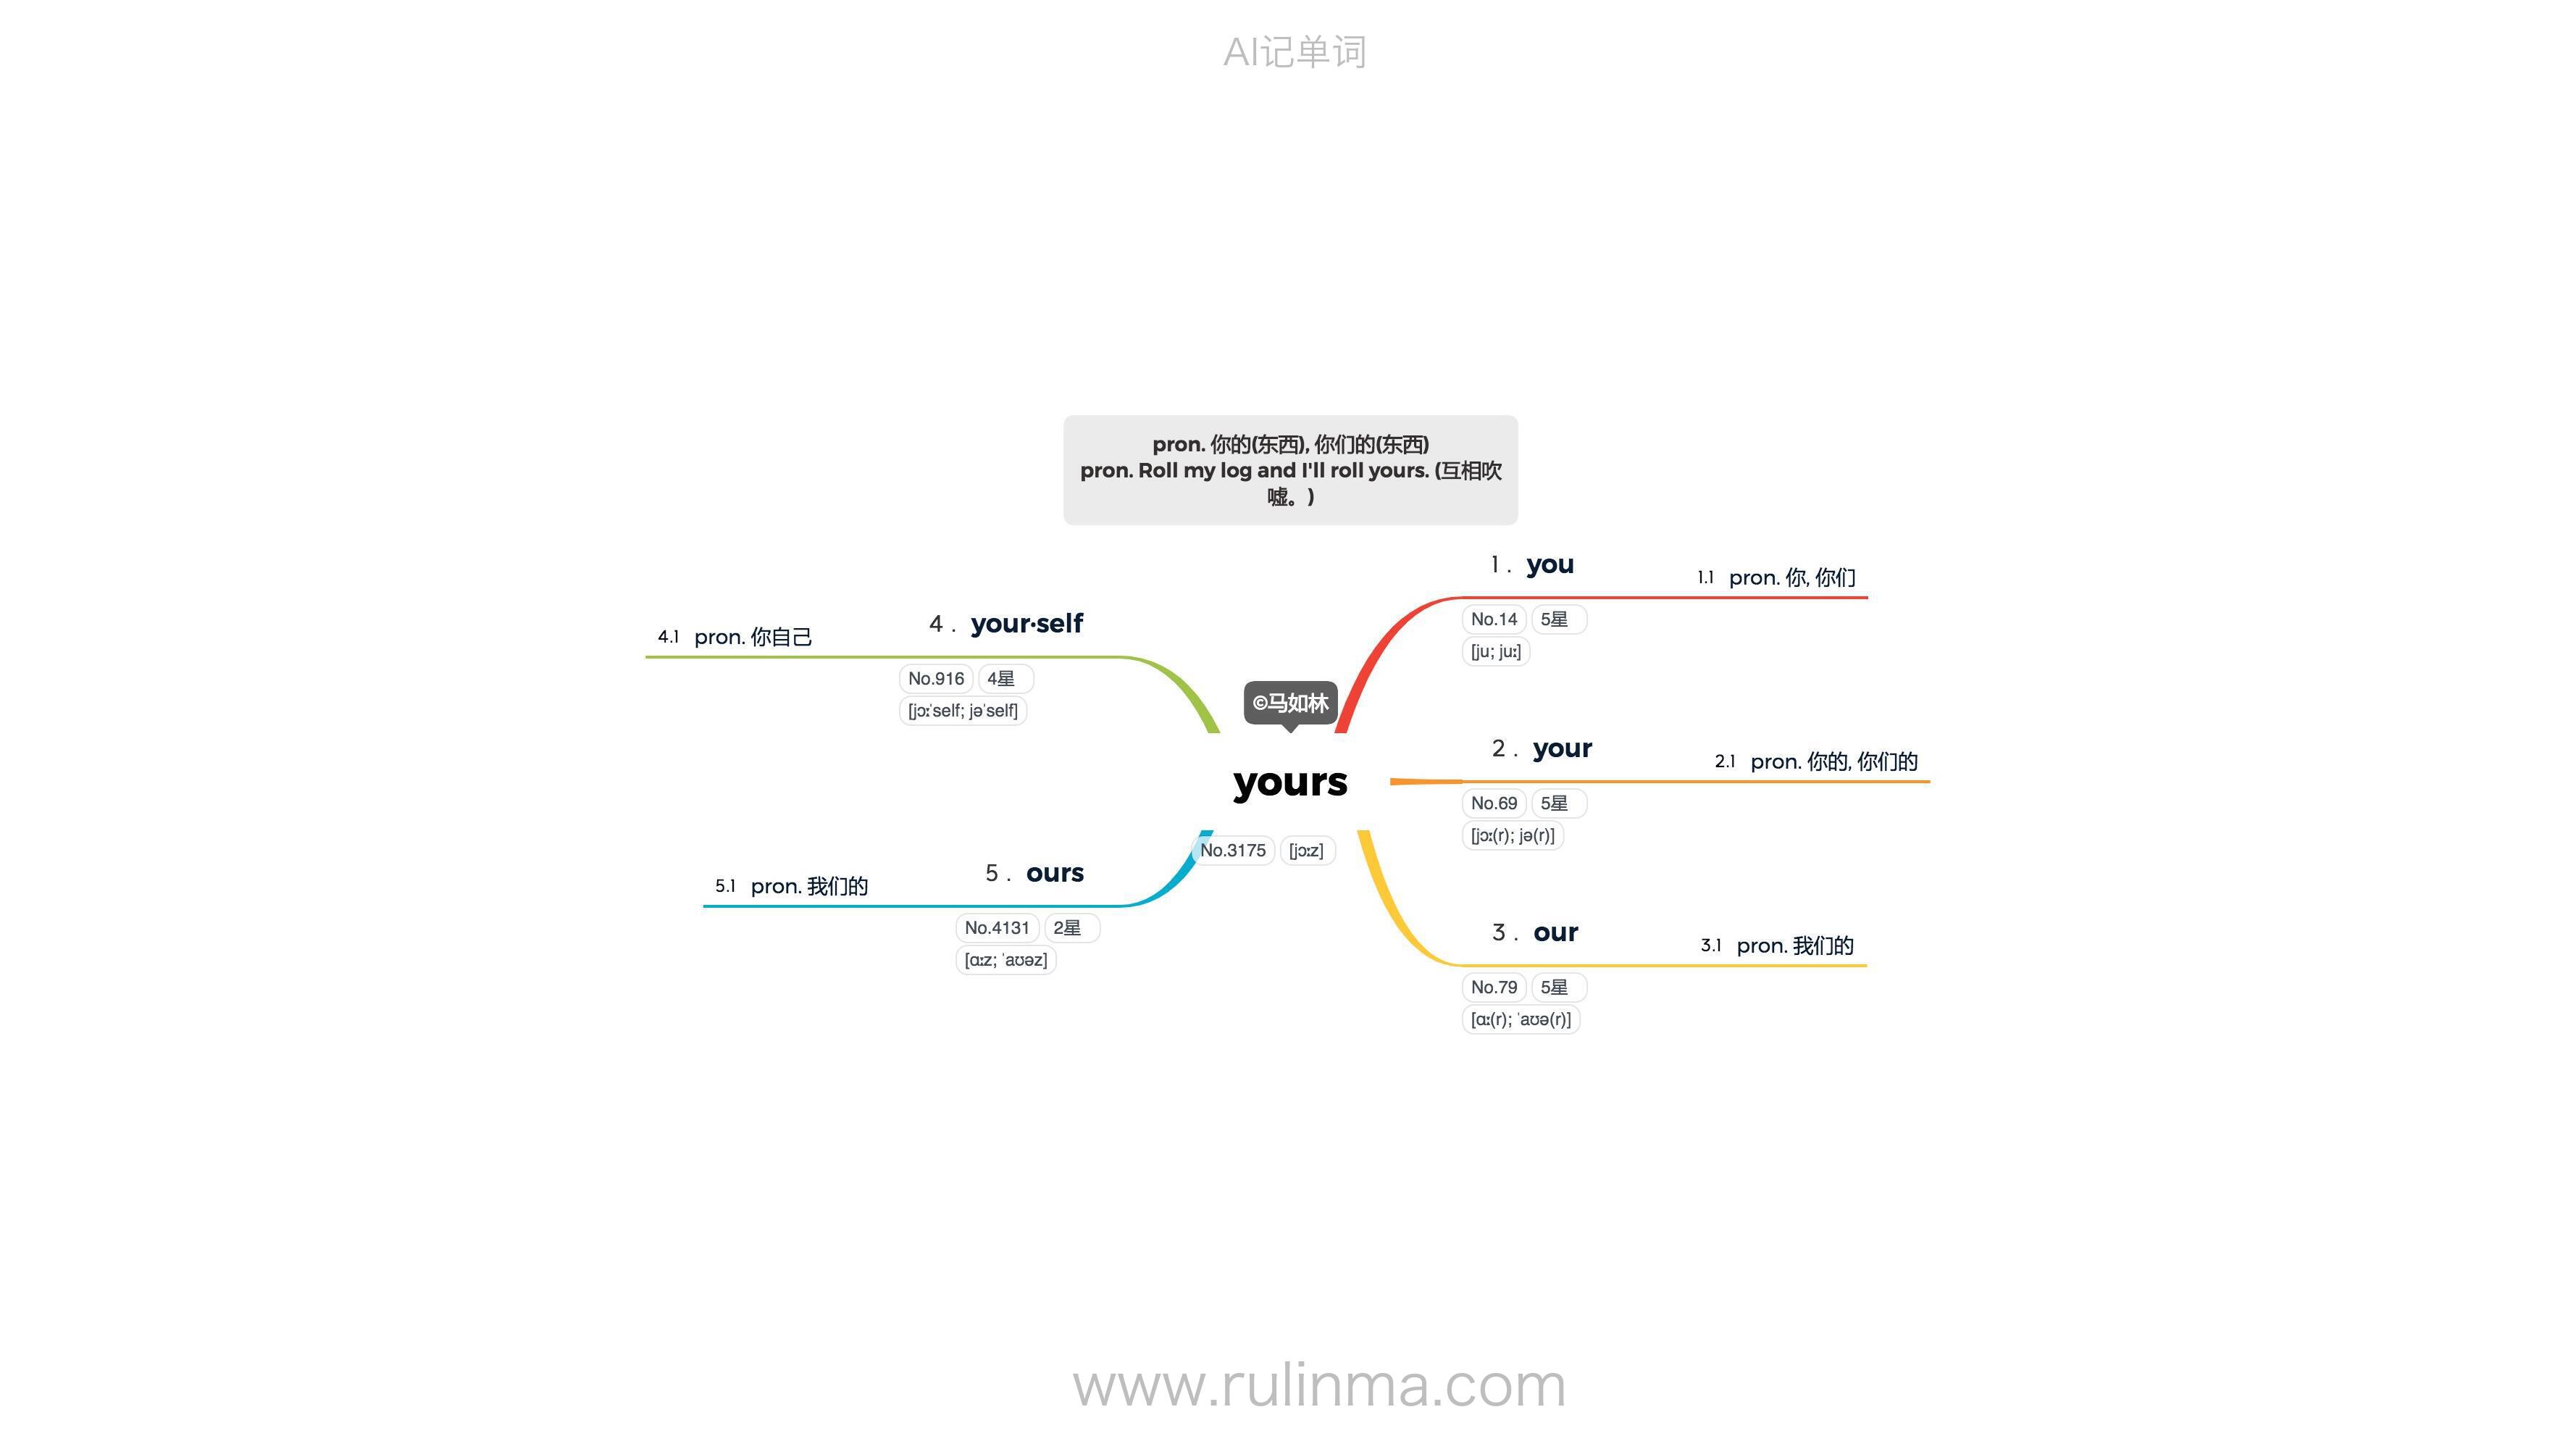 AI记单词
pron. 你的(东西), 你们的(东西)
pron. Roll my log and I'll roll yours. (互相吹
嘘。)
©马如林
yours
No.3175 [jɔːz]
1 . you
1.1 pron. 你, 你们
No.14 5星
[ju; juː]
2 . your
2.1 pron. 你的, 你们的
No.69 5星
[jɔː(r); jə(r)]
3 . our
3.1 pron. 我们的
No.79 5星
[ɑː(r); ˈaʊə(r)]
4 . your·self
4.1 pron. 你自己
No.916 4星
[jɔːˈself; jəˈself]
5 . ours
5.1 pron. 我们的
No.4131 2星
[ɑːz; ˈaʊəz]
www.rulinma.com